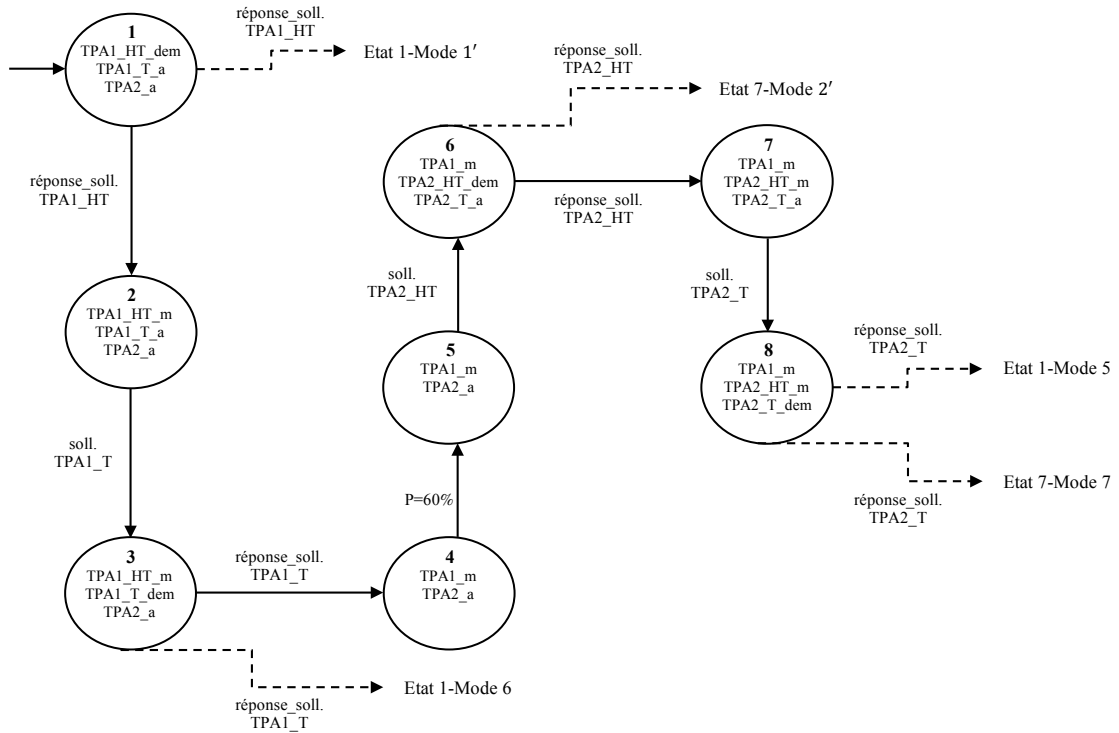 1
TPA1_HT_dem
TPA1_T_a
TPA2_a
réponse_soll.
TPA1_HT
Etat 1-Mode 1′
réponse_soll.
TPA1_HT
2
TPA1_HT_m
TPA1_T_a
TPA2_a
soll.
TPA1_T
3
TPA1_HT_m
TPA1_T_dem
TPA2_a
réponse_soll.
TPA1_T
réponse_soll.
TPA1_T
Etat 1-Mode 6
4
TPA1_m
TPA2_a
P=60%
5
TPA1_m
TPA2_a
soll.
TPA2_HT
6
TPA1_m
TPA2_HT_dem
TPA2_T_a
réponse_soll.
TPA2_HT
Etat 7-Mode 2′
réponse_soll.
TPA2_HT
7
TPA1_m
TPA2_HT_m
TPA2_T_a
soll.
TPA2_T
8
TPA1_m
TPA2_HT_m
TPA2_T_dem
réponse_soll.
TPA2_T
Etat 1-Mode 5
Etat 7-Mode 7
réponse_soll.
TPA2_T